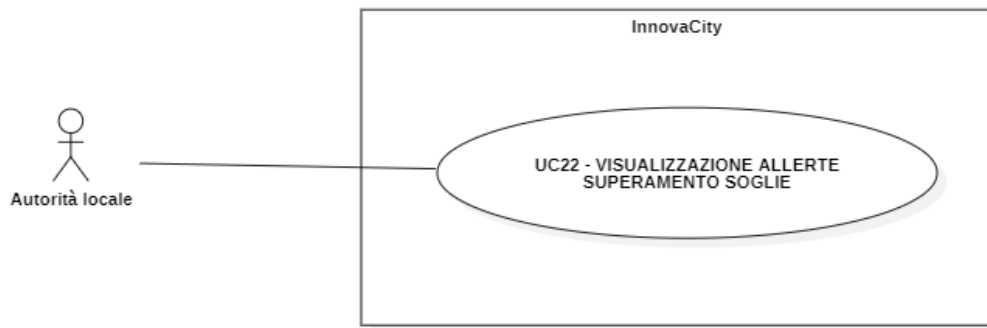 InnovaCity
UC22 - VISUALIZZAZIONE ALLERTE
SUPERAMENTO SOGLIE
Autorità locale